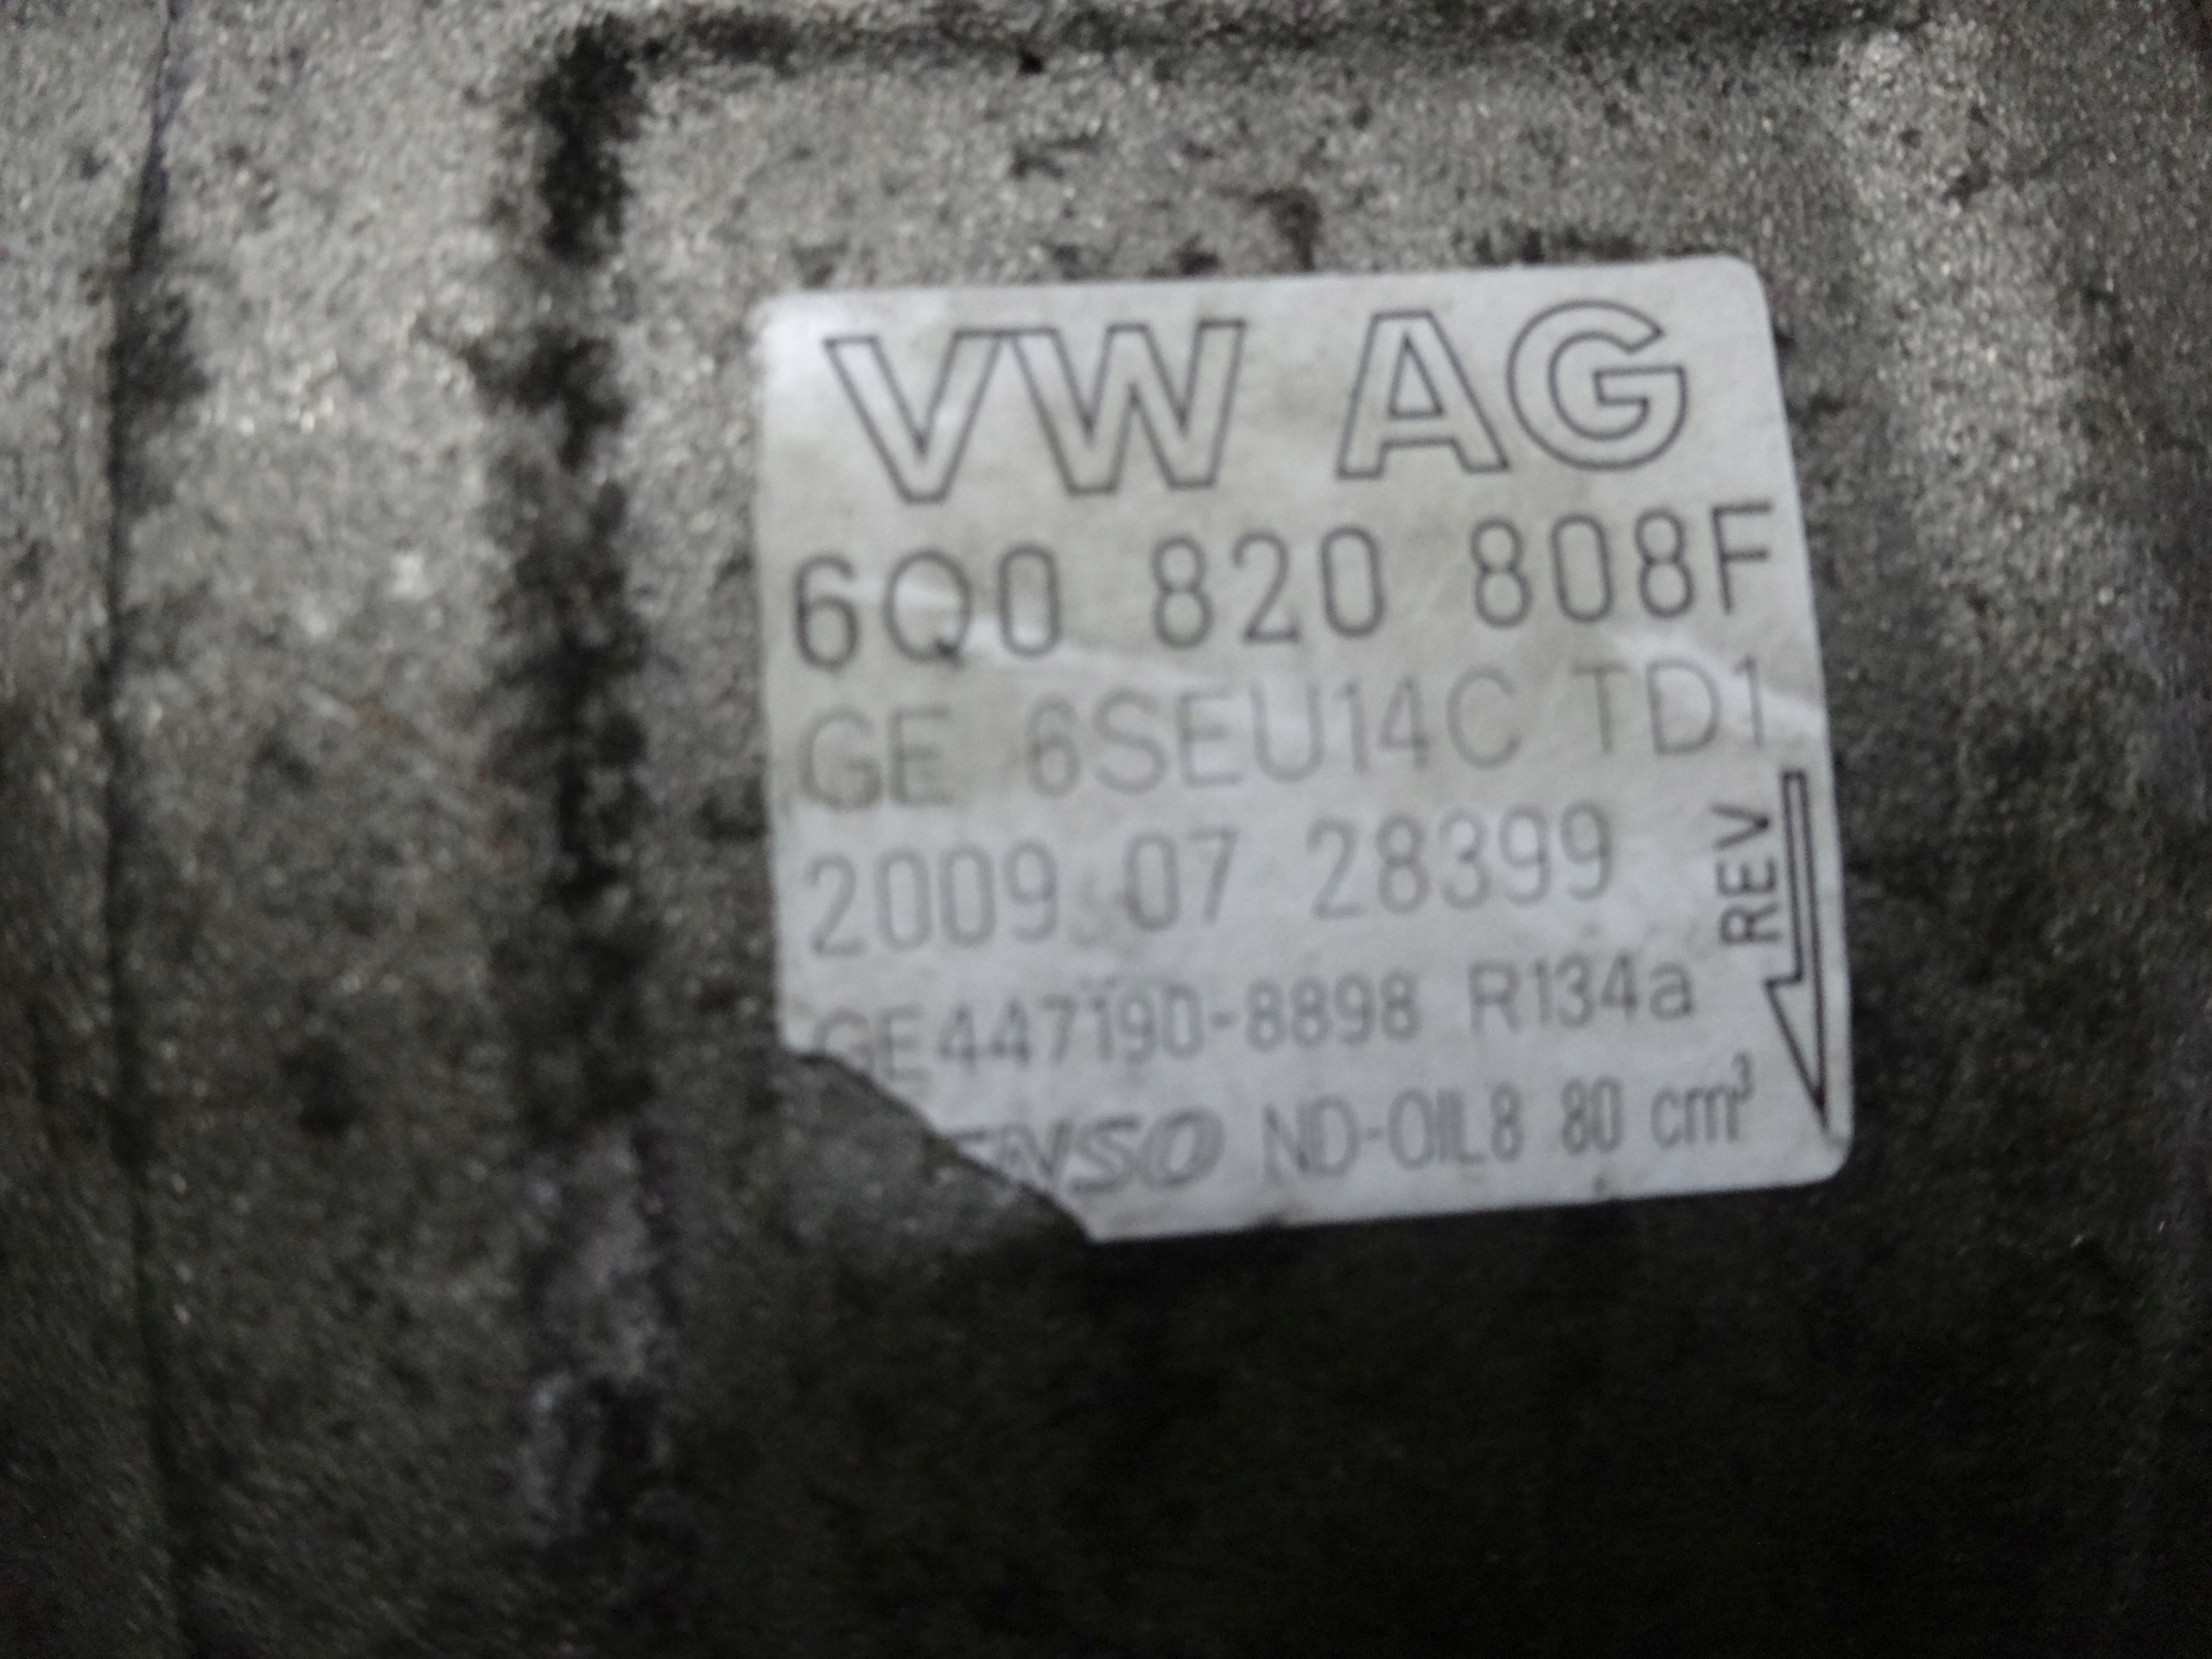 VW AG
6Q0 820 808F
GE 6SEU14C TD1
2009 07 28399
REV
GE447190-8898 R134a
ENSO ND-OIL8 80 cm³